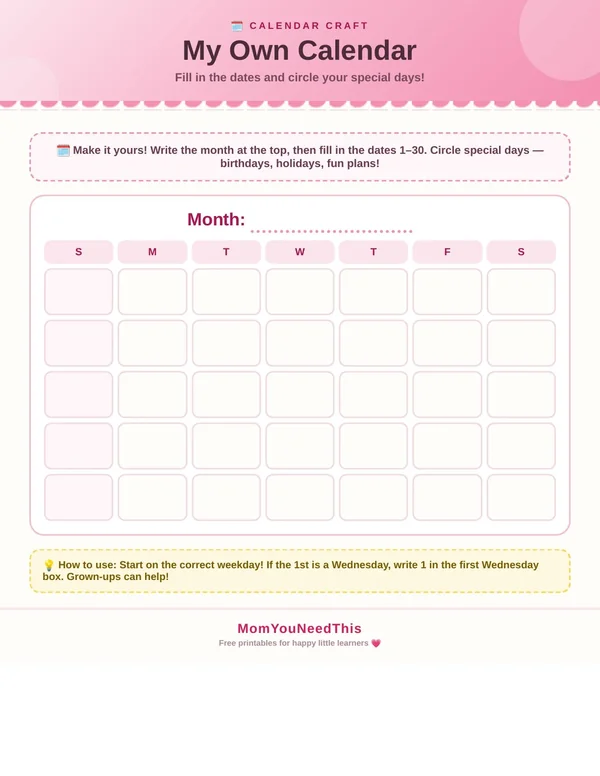 🗓️ CALENDAR CRAFT
My Own Calendar
Fill in the dates and circle your special days!
🗓️ Make it yours! Write the month at the top, then fill in the dates 1–30. Circle special days —
birthdays, holidays, fun plans!
Month:
S M T W T F S
💡 How to use: Start on the correct weekday! If the 1st is a Wednesday, write 1 in the first Wednesday
box. Grown-ups can help!
MomYouNeedThis
Free printables for happy little learners 💗